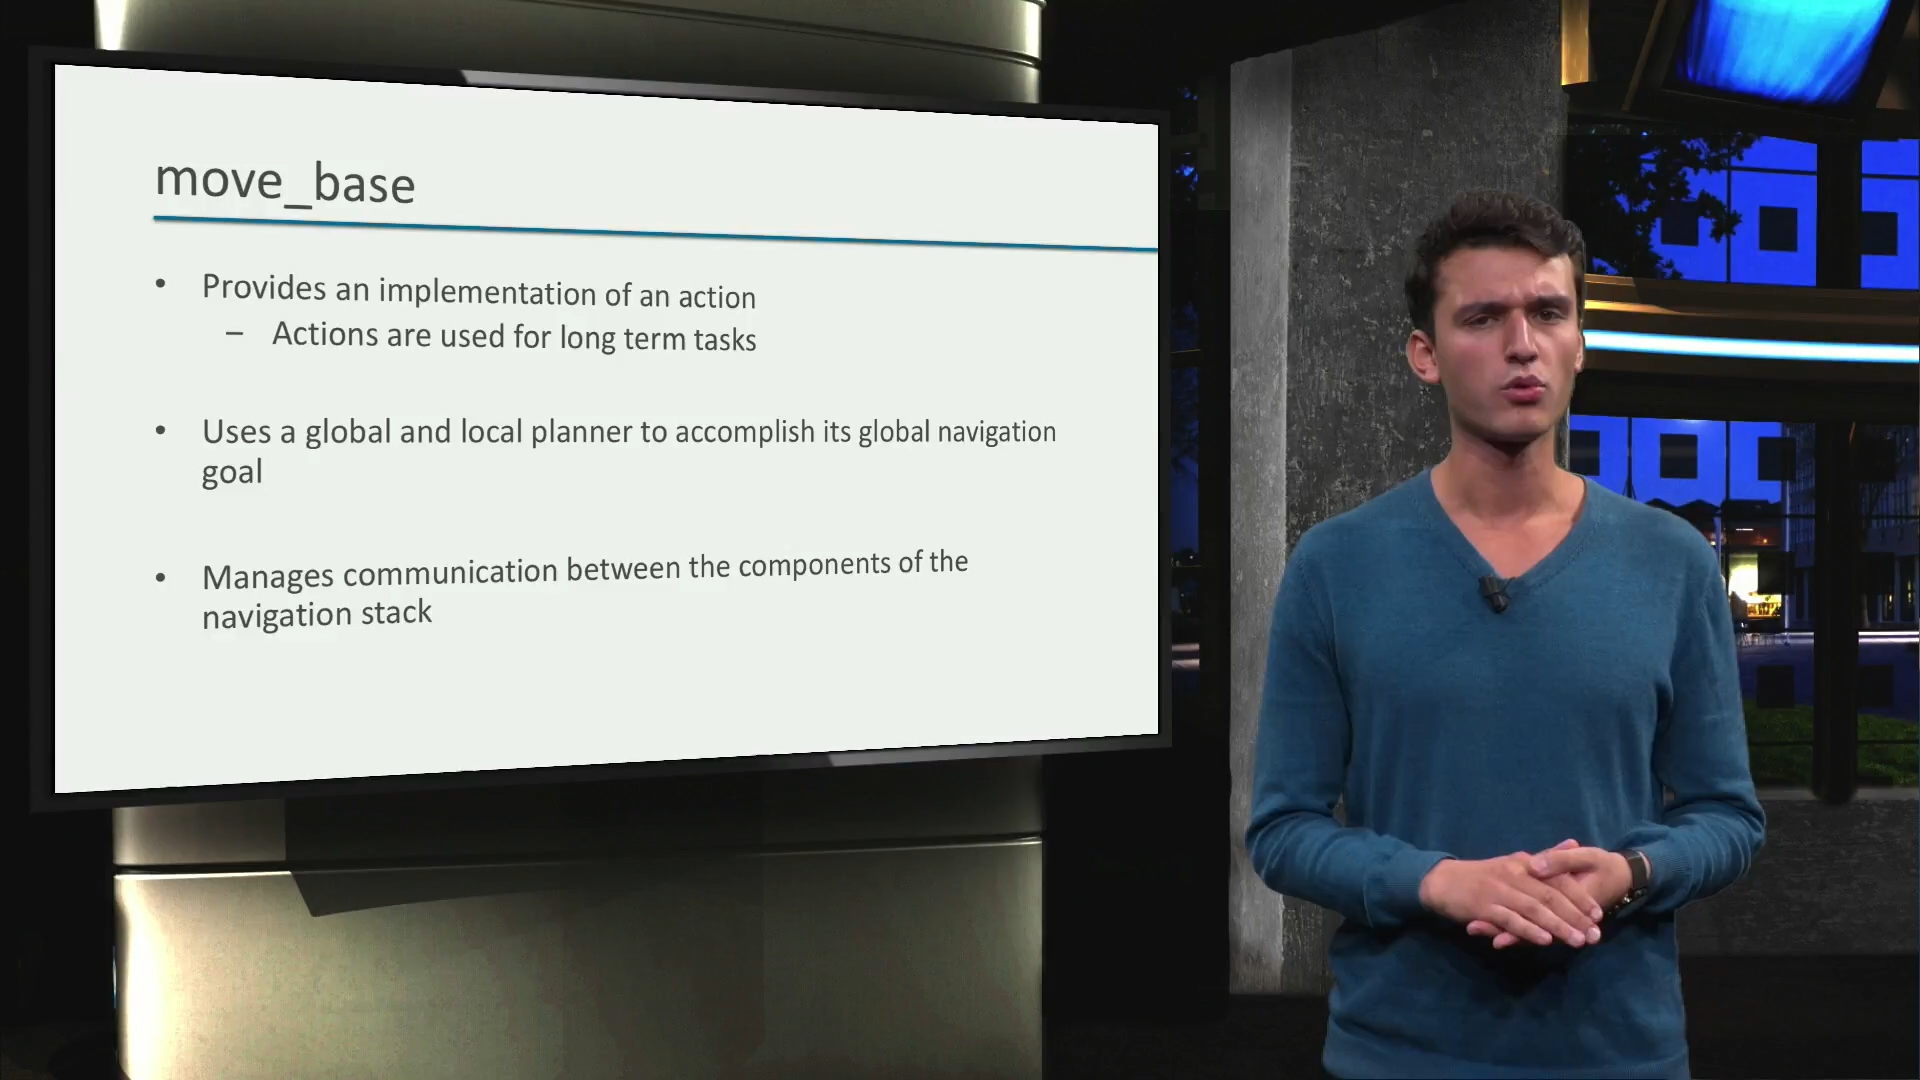 move_base
• Provides an implementation of an action
– Actions are used for long term tasks
• Uses a global and local planner to accomplish its global navigation
goal
• Manages communication between the components of the
navigation stack